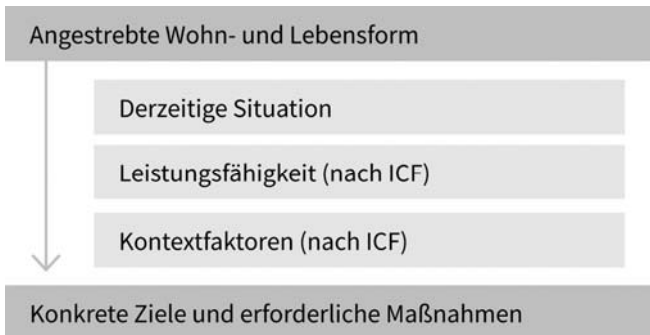 Angestrebte Wohn- und Lebensform
Derzeitige Situation
Leistungsfähigkeit (nach ICF)
Kontextfaktoren (nach ICF)
Konkrete Ziele und erforderliche Maßnahmen